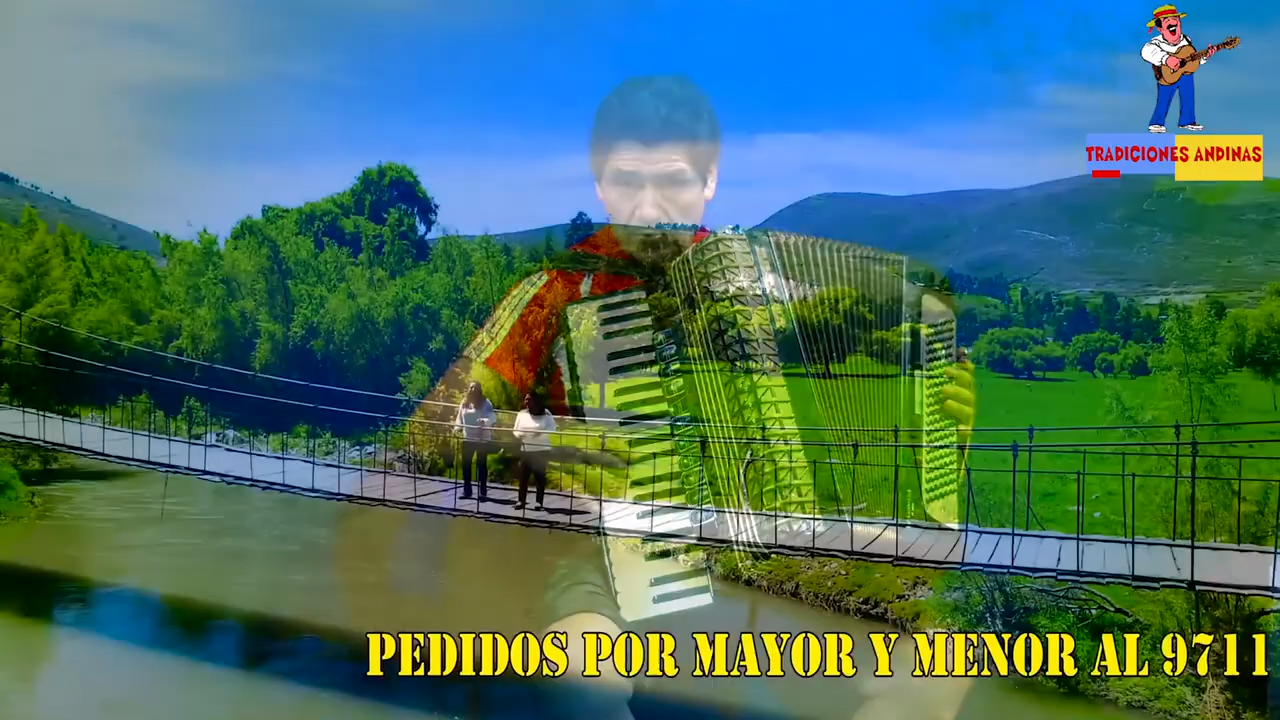 TRADICIONES ANDINAS
PEDIDOS POR MAYOR Y MENOR AL 9711